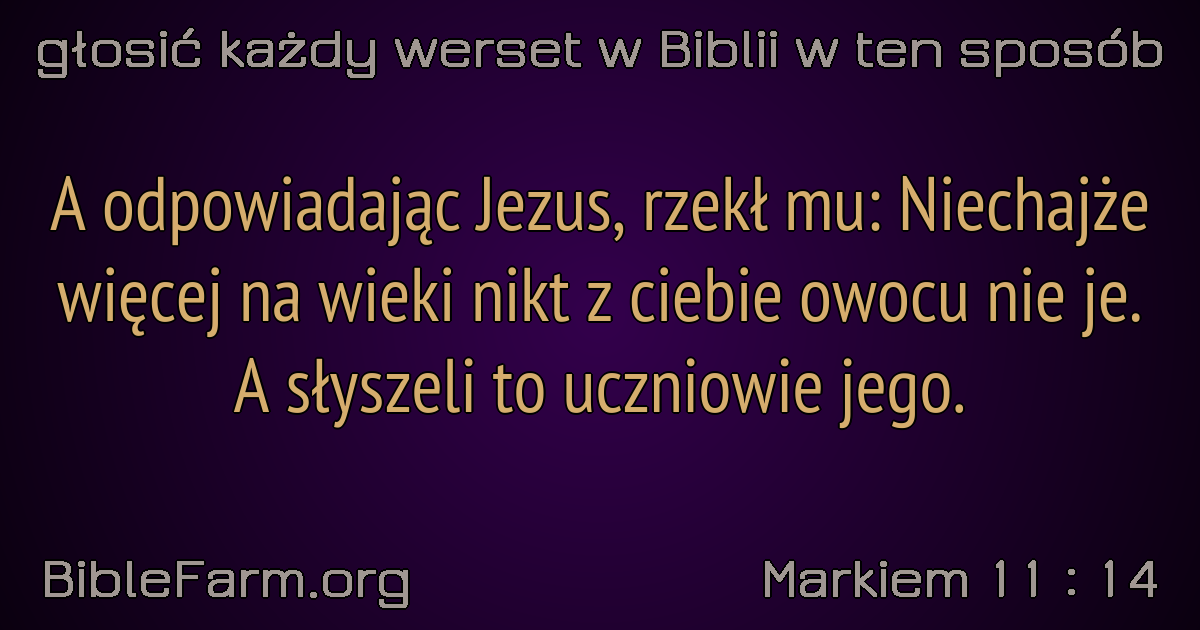 głosić każdy werset w Biblii w ten sposób
A odpowiadając Jezus, rzekł mu: Niechajże
więcej na wieki nikt z ciebie owocu nie je.
A słyszeli to uczniowie jego.
BibleFarm.org
Markiem 11 : 14